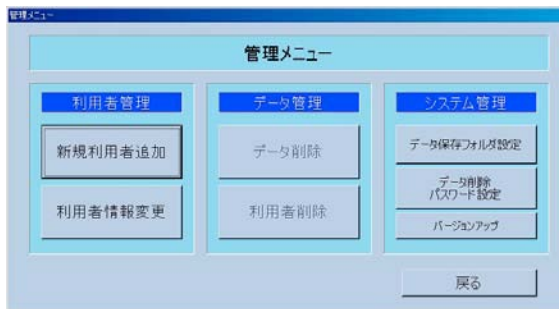 管理メニュー
管理メニュー
利用者管理
新規利用者追加
利用者情報変更
データ管理
データ削除
利用者削除
システム管理
データ保存フォルダ設定
データ削除
パスワード設定
バージョンアップ
戻る